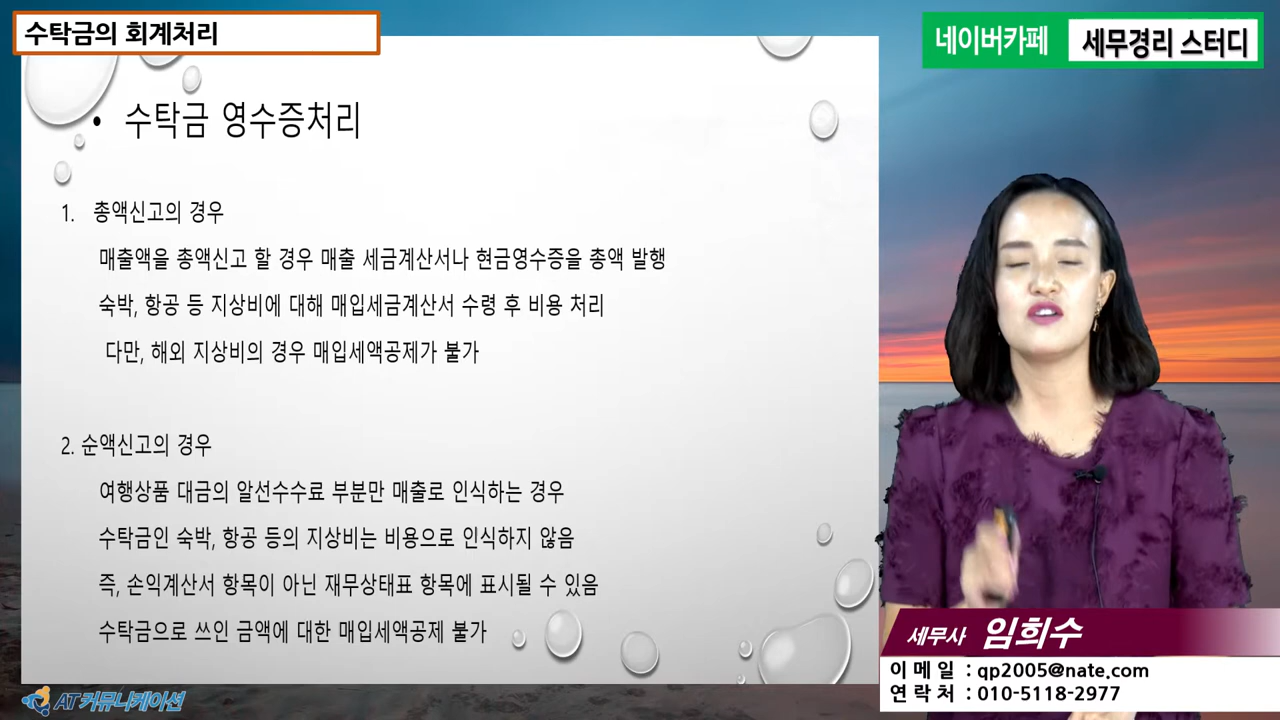 수탁금의 회계처리
네이버카페 세무경리 스터디
• 수탁금 영수증처리
1. 총액신고의 경우
매출액을 총액신고 할 경우 매출 세금계산서나 현금영수증을 총액 발행
숙박, 항공 등 지상비에 대해 매입세금계산서 수령 후 비용 처리
다만, 해외 지상비의 경우 매입세액공제가 불가
2. 순액신고의 경우
여행상품 대금의 알선수수료 부분만 매출로 인식하는 경우
수탁금인 숙박, 항공 등의 지상비는 비용으로 인식하지 않음
즉, 손익계산서 항목이 아닌 재무상태표 항목에 표시될 수 있음
수탁금으로 쓰인 금액에 대한 매입세액공제 불가
세무사 임희수
이 메 일 : qp2005@nate.com
연 락 처 : 010-5118-2977
AT커뮤니케이션